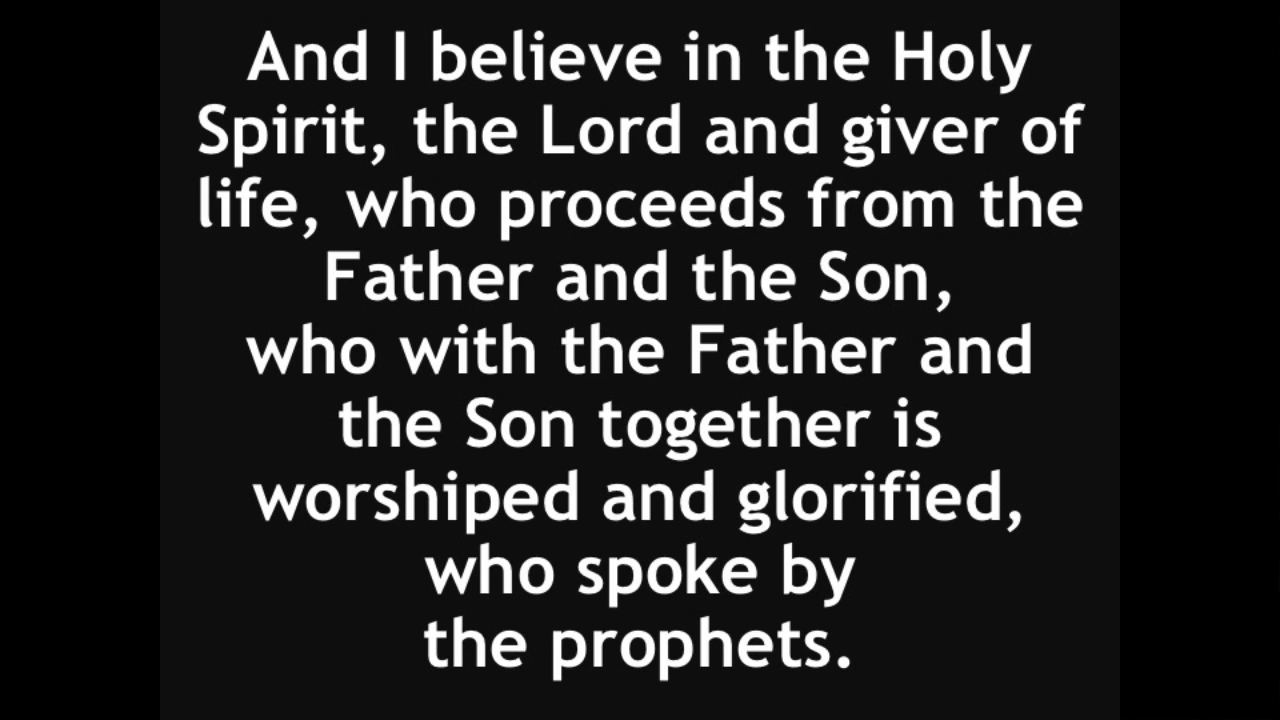 And I believe in the Holy
Spirit, the Lord and giver of
life, who proceeds from the
Father and the Son,
who with the Father and
the Son together is
worshiped and glorified,
who spoke by
the prophets.